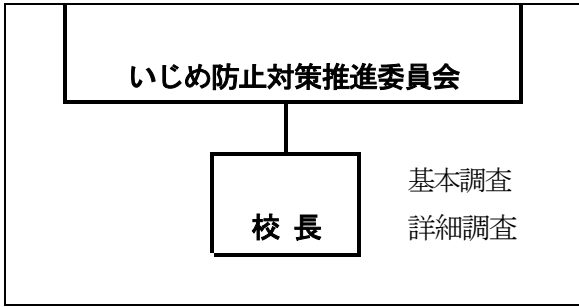 いじめ防止対策推進委員会
基本調査
校 長
詳細調査